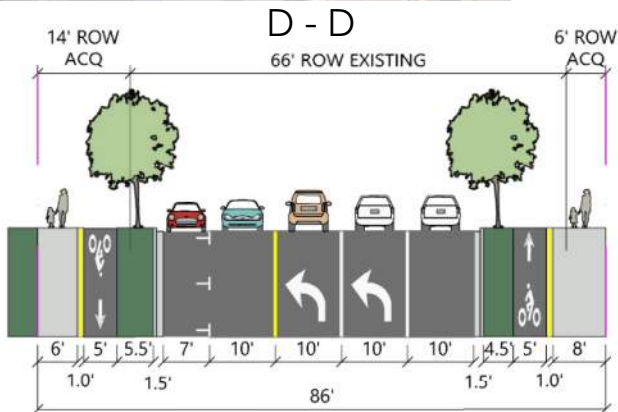 D - D
14' ROW
ACQ
66' ROW EXISTING
6' ROW
ACQ
6' 5' 5.5' 7' 10' 10' 10' 10' 4.5' 5' 8'
1.0' 1.5' 1.5' 1.0'
86'